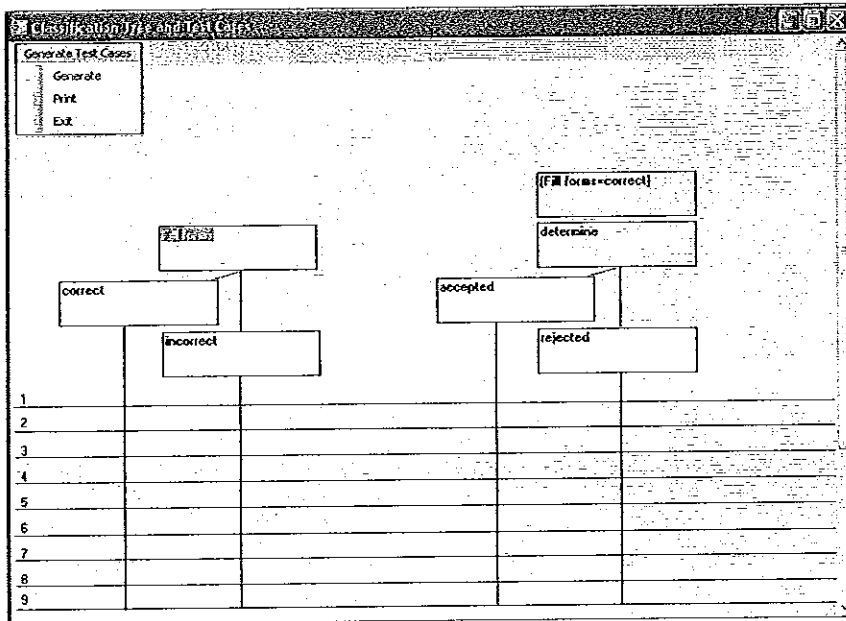 Classification Tree and Test Cases
Generate Test Cases
Generate
Print
Exit
[Fill forms=correct]
determine
correct
accepted
incorrect
rejected
1
2
3
4
5
6
7
8
9